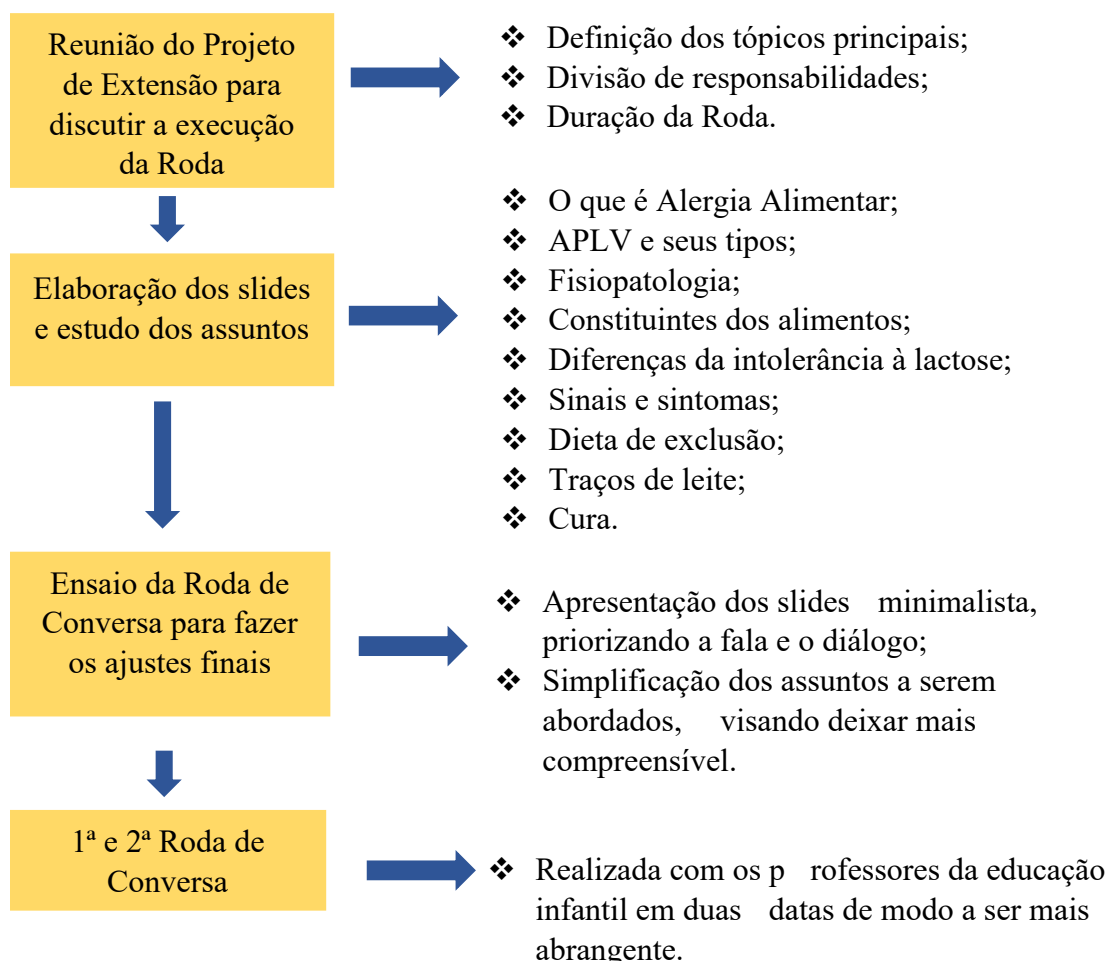 Reunião do Projeto
de Extensão para
discutir a execução
da Roda
❖ Definição dos tópicos principais;
❖ Divisão de responsabilidades;
❖ Duração da Roda.
Elaboração dos slides
e estudo dos assuntos
❖ O que é Alergia Alimentar;
❖ APLV e seus tipos;
❖ Fisiopatologia;
❖ Constituintes dos alimentos;
❖ Diferenças da intolerância à lactose;
❖ Sinais e sintomas;
❖ Dieta de exclusão;
❖ Traços de leite;
❖ Cura.
Ensaio da Roda de
Conversa para fazer
os ajustes finais
❖ Apresentação dos slides minimalista,
priorizando a fala e o diálogo;
❖ Simplificação dos assuntos a serem
abordados, visando deixar mais
compreensível.
1ª e 2ª Roda de
Conversa
❖ Realizada com os p rofessores da educação
infantil em duas datas de modo a ser mais
abrangente.